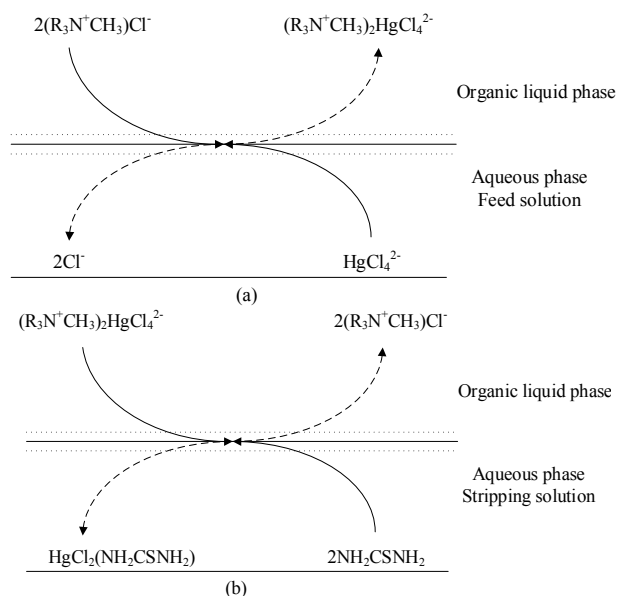 2(R₃N⁺CH₃)Cl⁻ (R₃N⁺CH₃)₂HgCl₄²⁻
Organic liquid phase
Aqueous phase
Feed solution
2Cl⁻ HgCl₄²⁻
(a)
(R₃N⁺CH₃)₂HgCl₄²⁻ 2(R₃N⁺CH₃)Cl⁻
Organic liquid phase
Aqueous phase
Stripping solution
HgCl₂(NH₂CSNH₂) 2NH₂CSNH₂
(b)